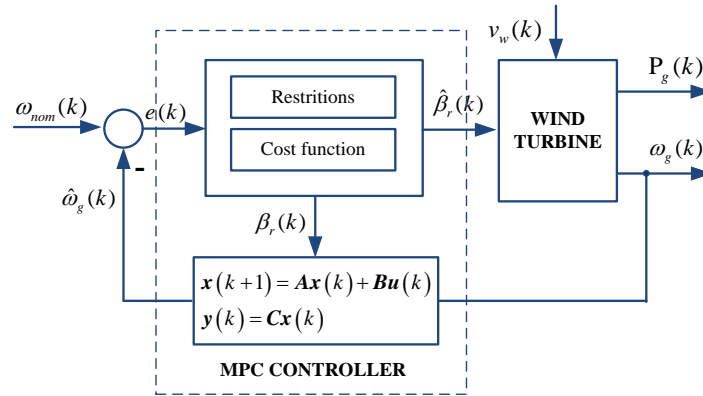 v_w(k)
P_g(k)
ω_nom(k)
e(k)
Restritions
Cost function
β̂_r(k)
WIND
TURBINE
ω_g(k)
-
ω̂_g(k)
β_r(k)
x(k+1)=Ax(k)+Bu(k)
y(k)=Cx(k)
MPC CONTROLLER